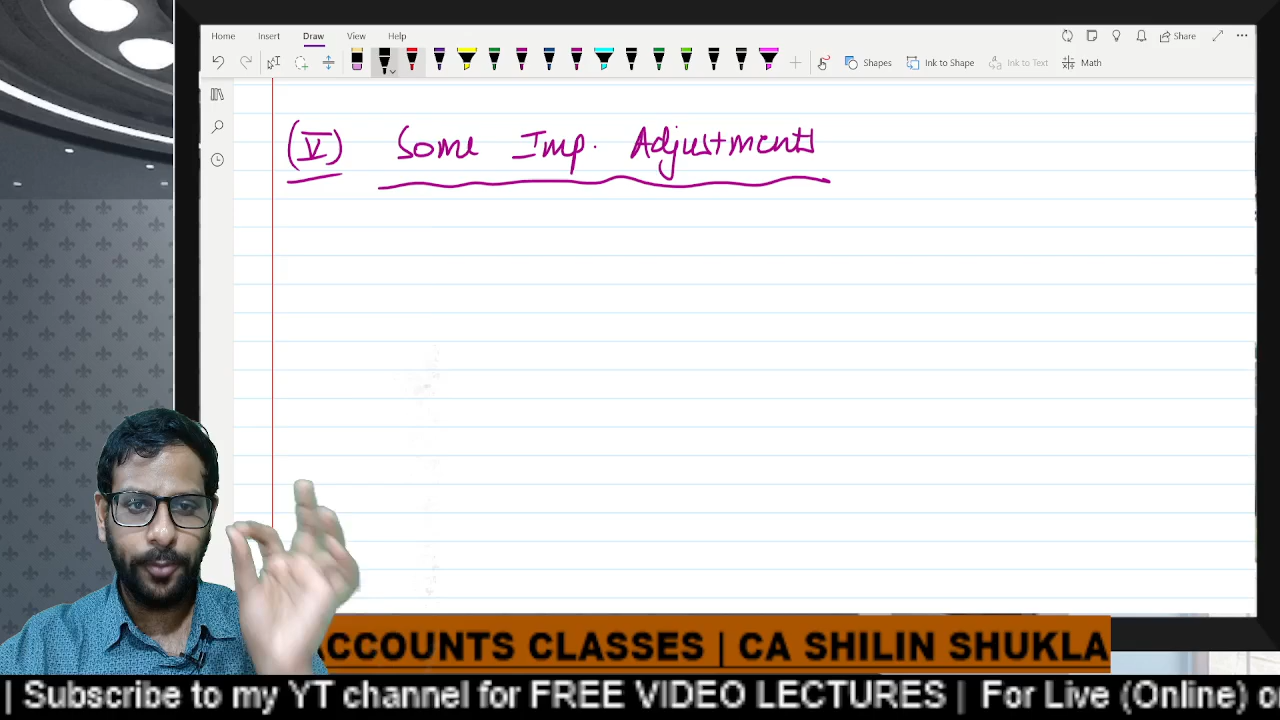 Home Insert Draw View Help Share
Shapes Ink to Shape Ink to Text Math
(V) Some Imp. Adjustments
ACCOUNTS CLASSES | CA SHILIN SHUKLA
| Subscribe to my YT channel for FREE VIDEO LECTURES | For Live (Online)